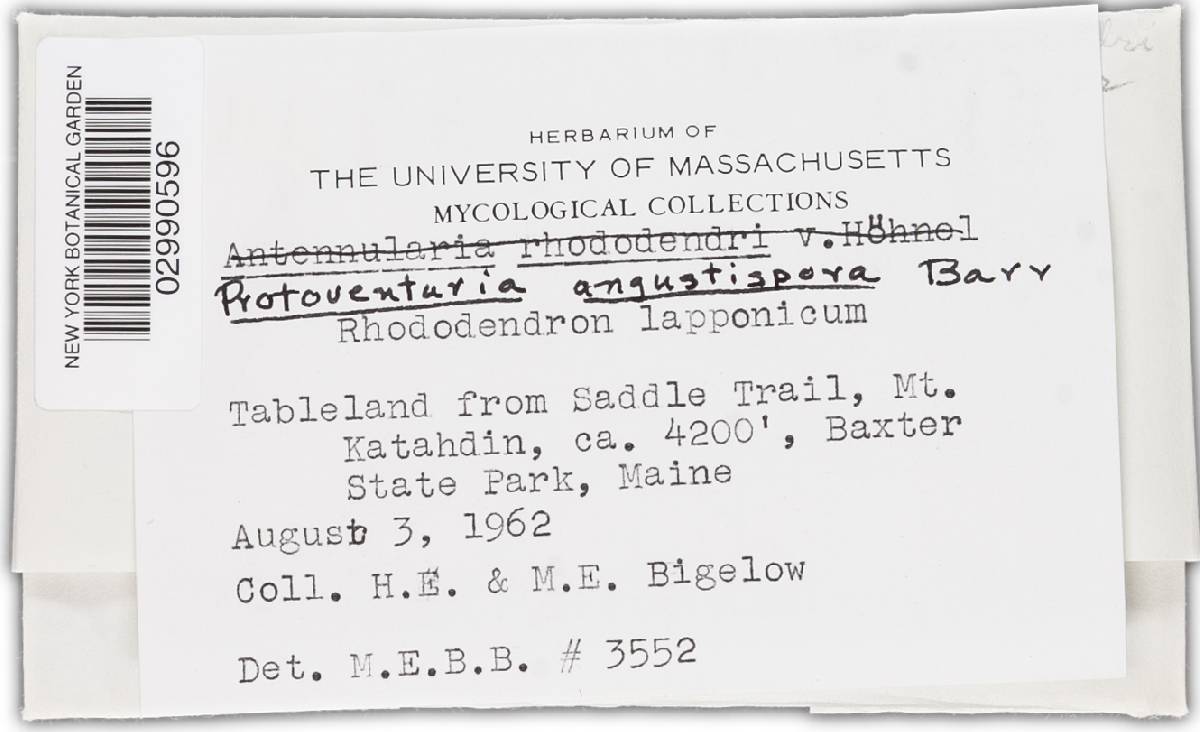 NEW YORK BOTANICAL GARDEN
02990596
HERBARIUM OF
THE UNIVERSITY OF MASSACHUSETTS
MYCOLOGICAL COLLECTIONS
Antennularia rhododendri v.Höhnel
Protoventuria angustispora Barr
Rhododendron lapponicum
Tableland from Saddle Trail, Mt.
Katahdin, ca. 4200', Baxter
State Park, Maine
August 3, 1962
Coll. H.E. & M.E. Bigelow
Det. M.E.B.B. # 3552